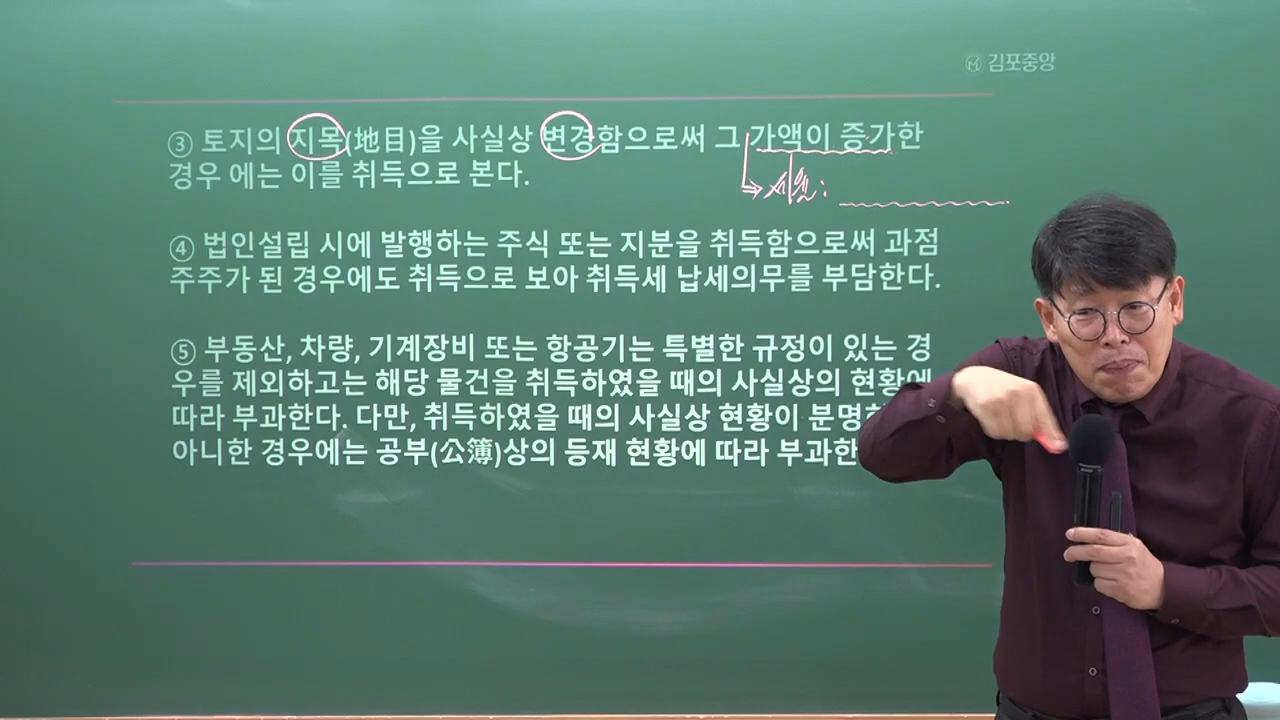 김포중앙
③ 토지의 지목(地目)을 사실상 변경함으로써 그 가액이 증가한
경우 에는 이를 취득으로 본다.
④ 법인설립 시에 발행하는 주식 또는 지분을 취득함으로써 과점
주주가 된 경우에도 취득으로 보아 취득세 납세의무를 부담한다.
⑤ 부동산, 차량, 기계장비 또는 항공기는 특별한 규정이 있는 경
우를 제외하고는 해당 물건을 취득하였을 때의 사실상의 현황에
따라 부과한다. 다만, 취득하였을 때의 사실상 현황이 분명하
아니한 경우에는 공부(公簿)상의 등재 현황에 따라 부과한